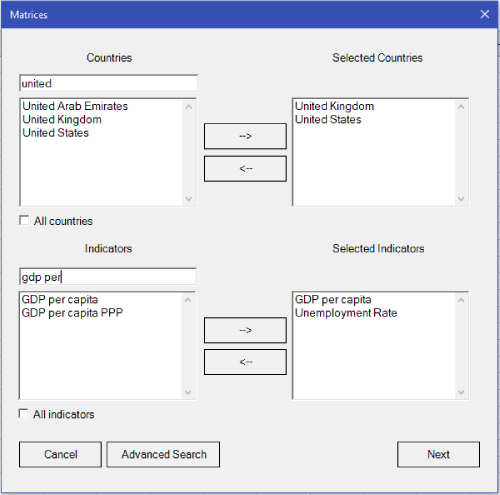 Matrices
Countries
Selected Countries
united
United Arab Emirates
United Kingdom
United States
-->
<--
United Kingdom
United States
All countries
Indicators
Selected Indicators
gdp per
GDP per capita
GDP per capita PPP
-->
<--
GDP per capita
Unemployment Rate
All indicators
Cancel
Advanced Search
Next